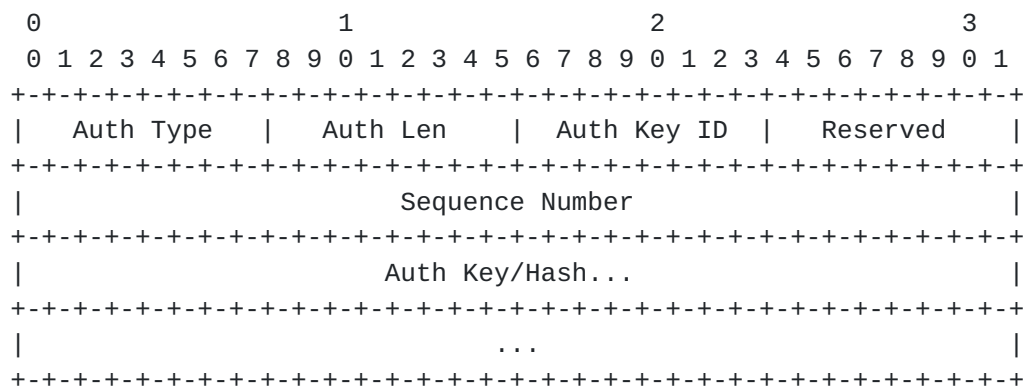 0                   1                   2                   3
 0 1 2 3 4 5 6 7 8 9 0 1 2 3 4 5 6 7 8 9 0 1 2 3 4 5 6 7 8 9 0 1
+-+-+-+-+-+-+-+-+-+-+-+-+-+-+-+-+-+-+-+-+-+-+-+-+-+-+-+-+-+-+-+-+
|   Auth Type   |   Auth Len    |  Auth Key ID  |   Reserved    |
+-+-+-+-+-+-+-+-+-+-+-+-+-+-+-+-+-+-+-+-+-+-+-+-+-+-+-+-+-+-+-+-+
|                        Sequence Number                        |
+-+-+-+-+-+-+-+-+-+-+-+-+-+-+-+-+-+-+-+-+-+-+-+-+-+-+-+-+-+-+-+-+
|                       Auth Key/Hash...                        |
+-+-+-+-+-+-+-+-+-+-+-+-+-+-+-+-+-+-+-+-+-+-+-+-+-+-+-+-+-+-+-+-+
|                              ...                              |
+-+-+-+-+-+-+-+-+-+-+-+-+-+-+-+-+-+-+-+-+-+-+-+-+-+-+-+-+-+-+-+-+